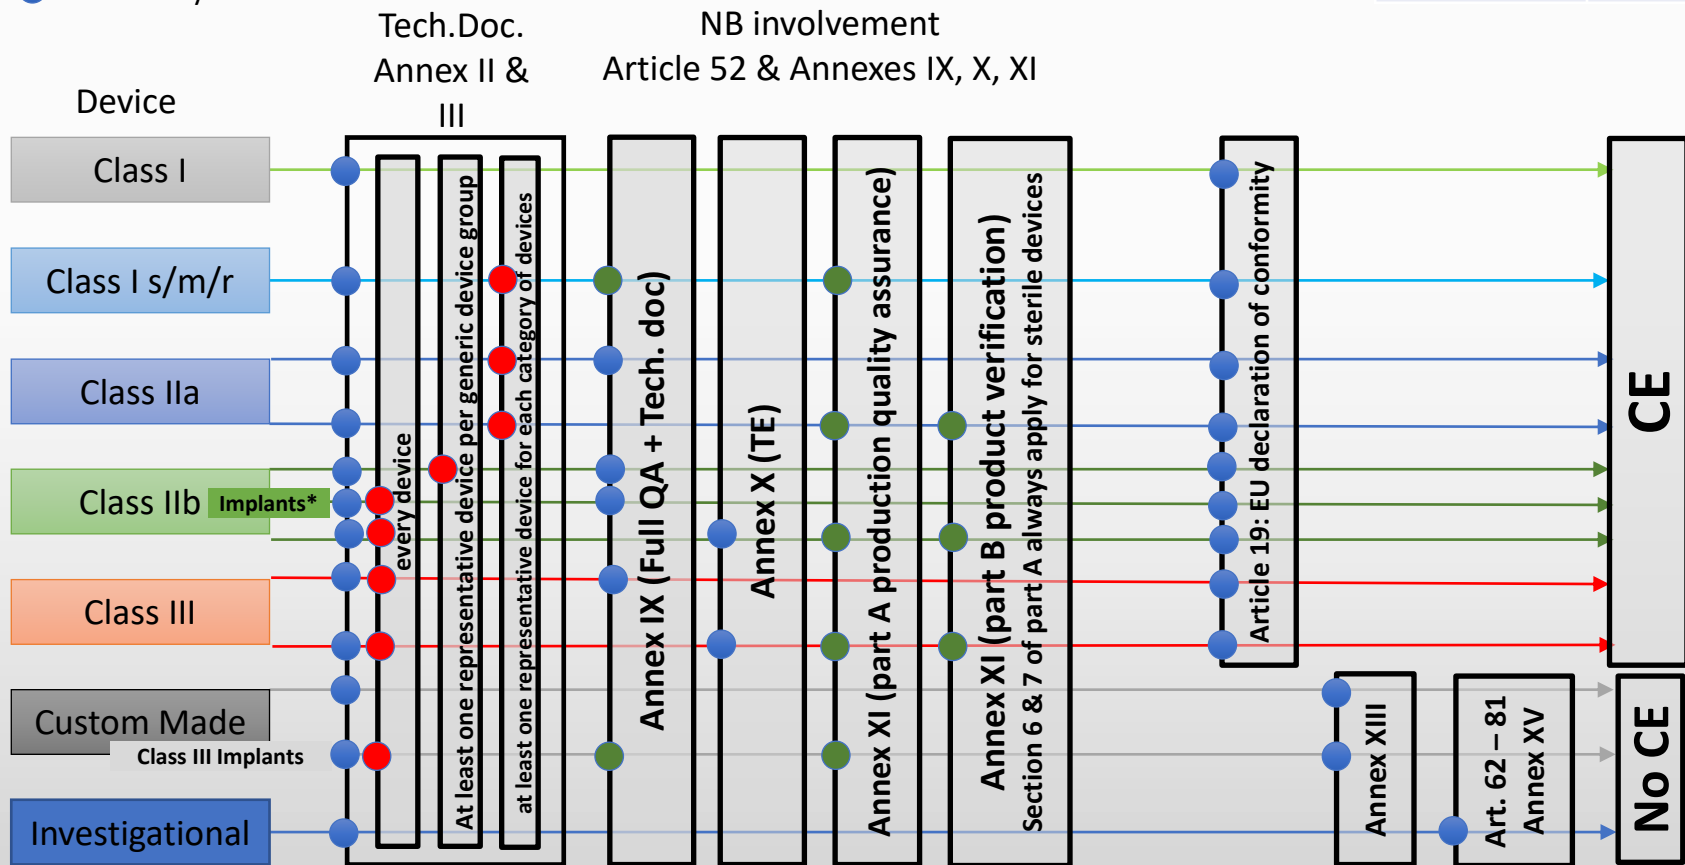 Tech.Doc.
Annex II &
III
NB involvement
Article 52 & Annexes IX, X, XI
Device
Class I
Class I s/m/r
Class IIa
Class IIb
Implants*
Class III
Custom Made
Class III Implants
Investigational
every device
At least one representative device per generic device group
at least one representative device for each category of devices
Annex IX (Full QA + Tech. doc)
Annex X (TE)
Annex XI (part A production quality assurance)
Annex XI (part B product verification)
Section 6 & 7 of part A always apply for sterile devices
Article 19: EU declaration of conformity
Annex XIII
Art. 62 – 81
Annex XV
CE
No CE